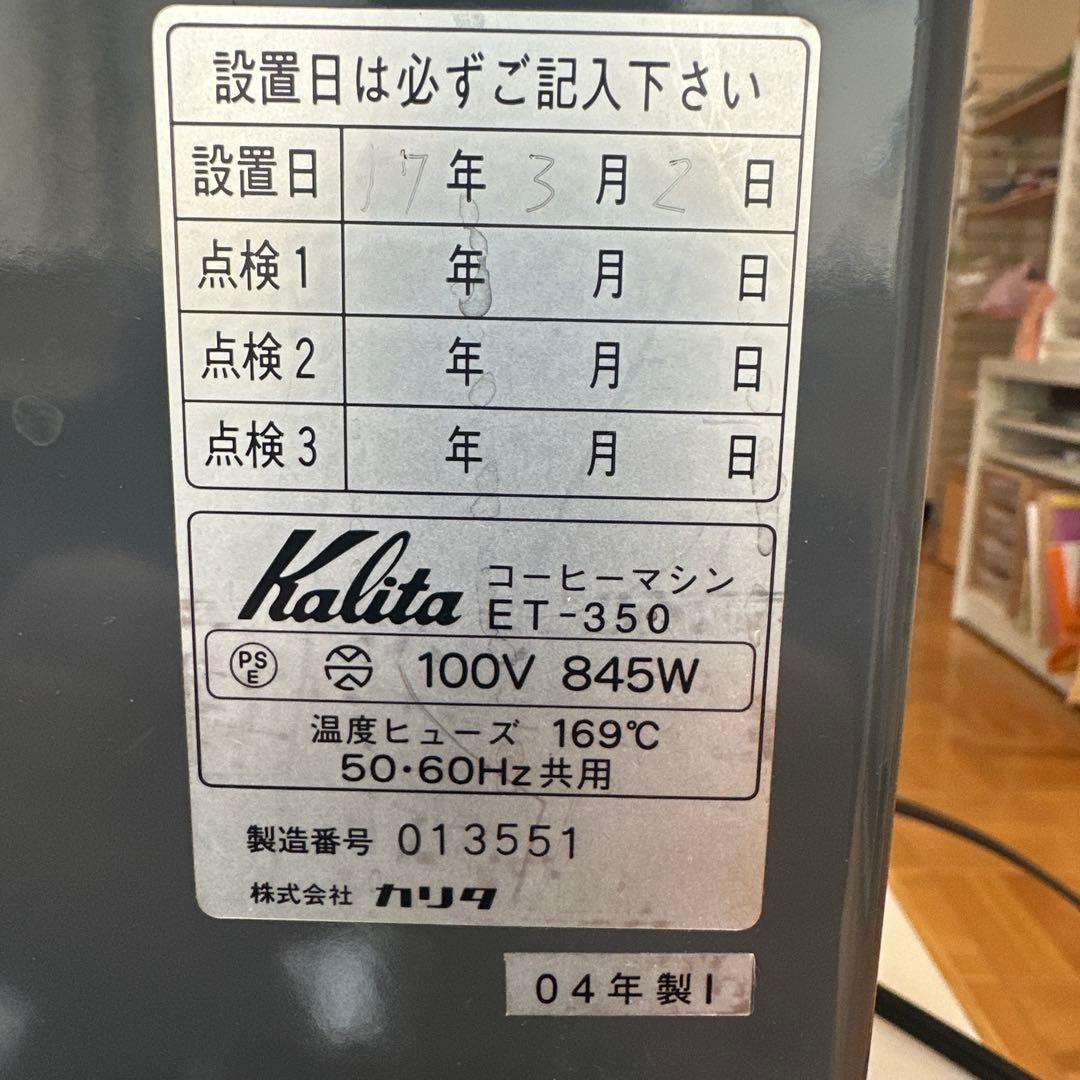 設置日は必ずご記入下さい
設置日 17年 3月 2日
点検1 年 月 日
点検2 年 月 日
点検3 年 月 日
Kalita コーヒーマシン
ET-350
PSE 100V 845W
温度ヒューズ 169℃
50・60Hz共用
製造番号 013551
株式会社 カリタ
04年製I